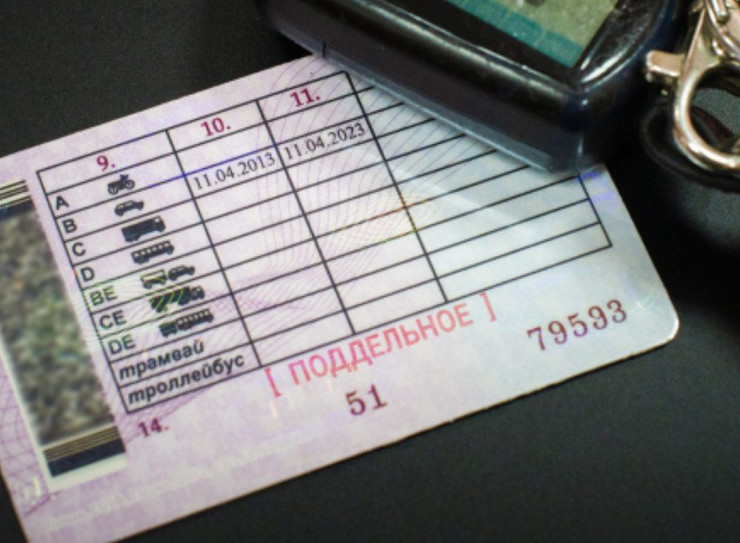 9. 10. 11.
A
B 11.04.2013 11.04.2023
C
D
BE
CE
DE
трамвай
троллейбус
[ ПОДДЕЛЬНОЕ ]
79593
14. 51